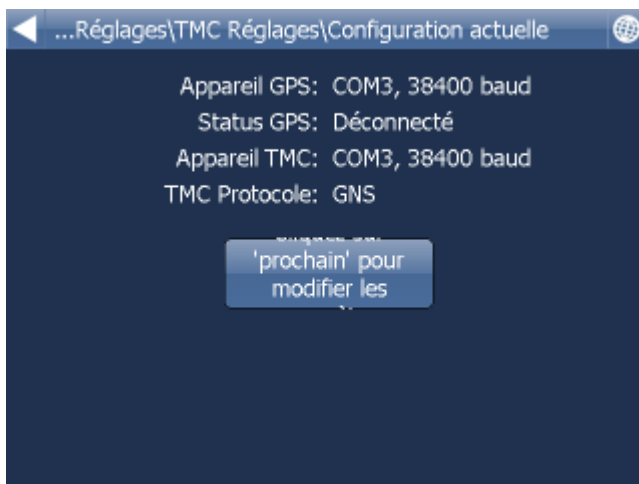 ...Réglages\TMC Réglages\Configuration actuelle
Appareil GPS: COM3, 38400 baud
Status GPS: Déconnecté
Appareil TMC: COM3, 38400 baud
TMC Protocole: GNS
'prochain' pour
modifier les